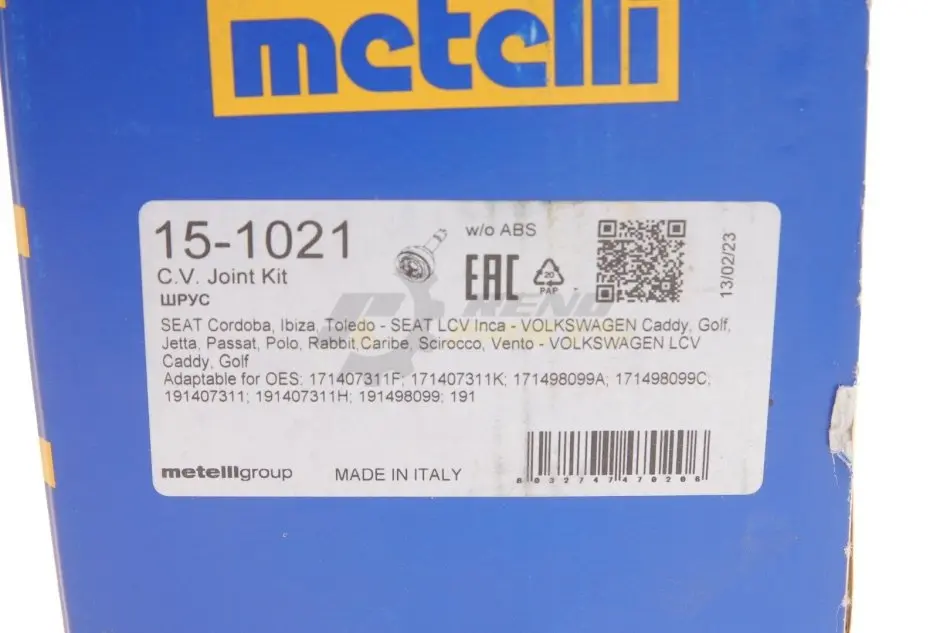 metelli
15-1021
C.V. Joint Kit
ШРУС
w/o ABS
EAC
20
PAP
13/02/23
SEAT Cordoba, Ibiza, Toledo - SEAT LCV Inca - VOLKSWAGEN Caddy, Golf,
Jetta, Passat, Polo, Rabbit,Caribe, Scirocco, Vento - VOLKSWAGEN LCV
Caddy, Golf
Adaptable for OES: 171407311F; 171407311K; 171498099A; 171498099C;
191407311; 191407311H; 191498099; 191
metelligroup
MADE IN ITALY
8032747470206